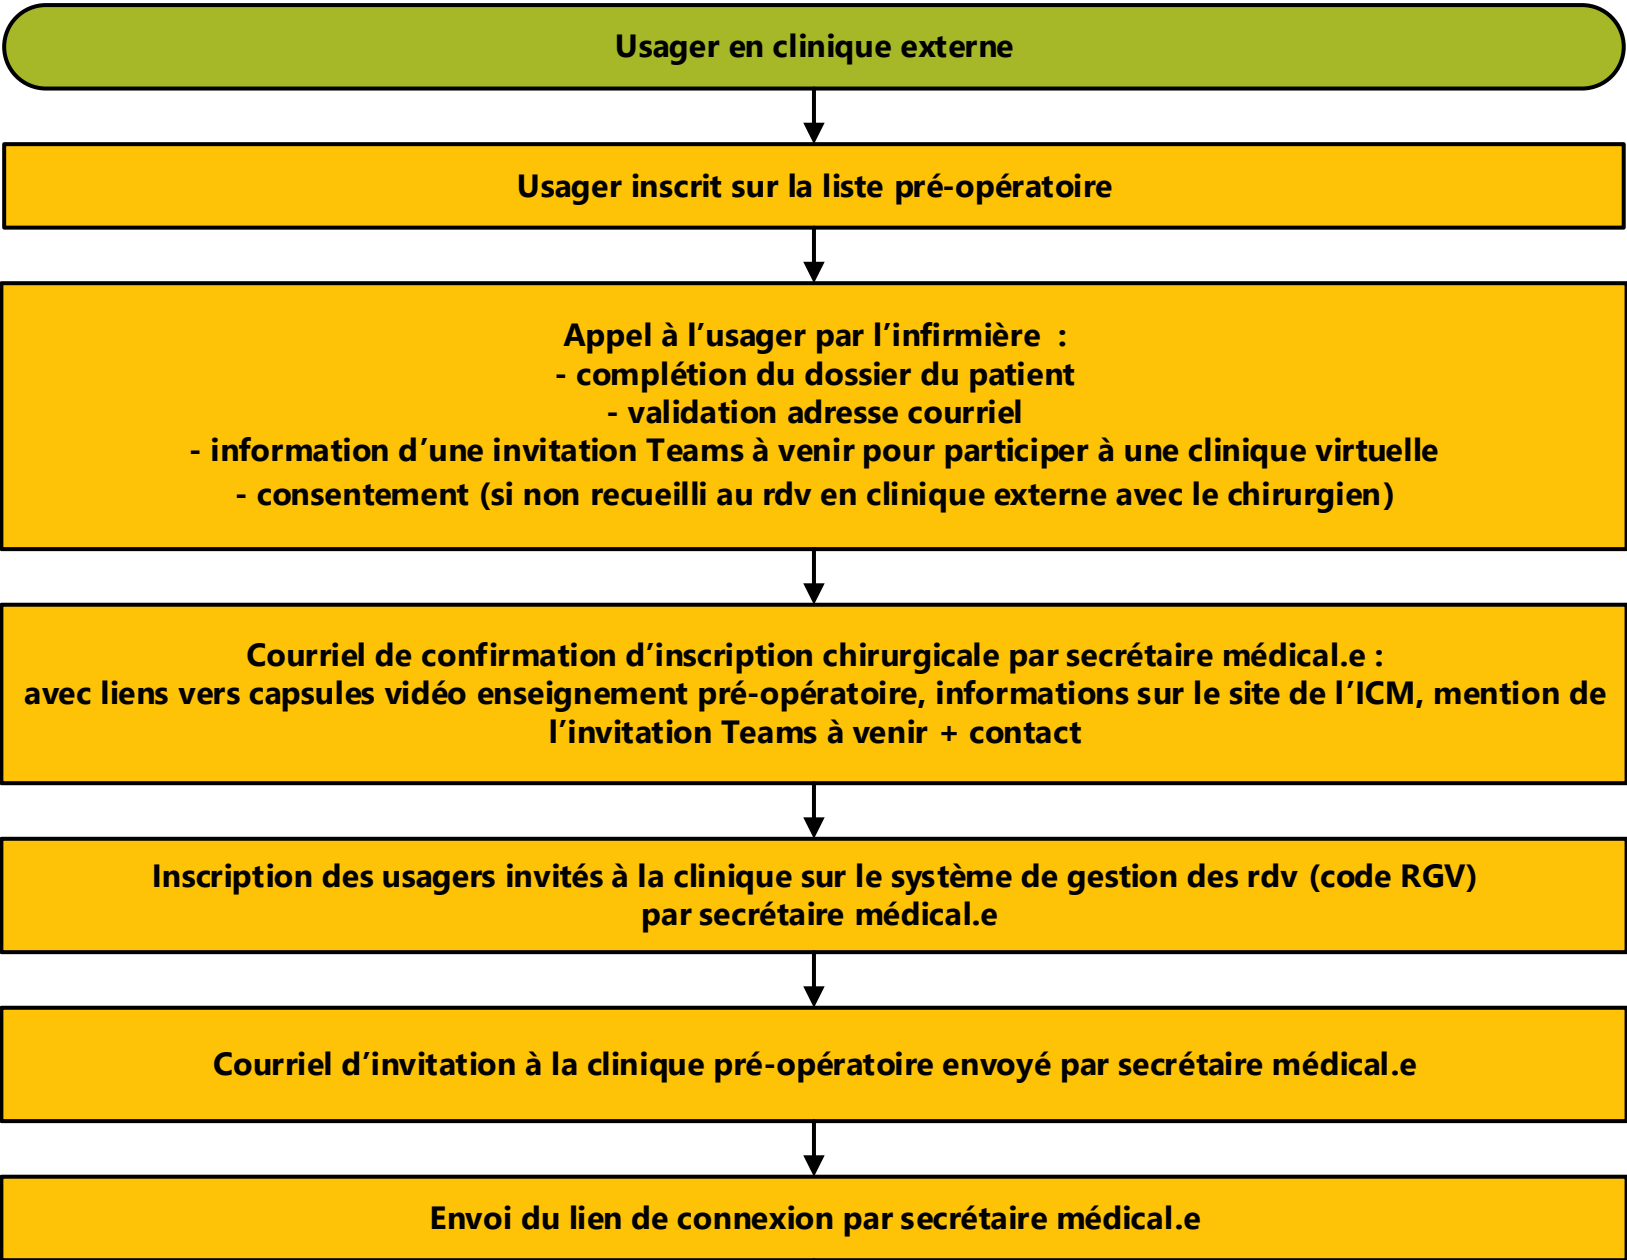 Usager en clinique externe
Usager inscrit sur la liste pré-opératoire
Appel à l’usager par l’infirmière  :
- complétion du dossier du patient
- validation adresse courriel
- information d’une invitation Teams à venir pour participer à une clinique virtuelle
- consentement (si non recueilli au rdv en clinique externe avec le chirurgien)
Courriel de confirmation d’inscription chirurgicale par secrétaire médical.e :
avec liens vers capsules vidéo enseignement pré-opératoire, informations sur le site de l’ICM, mention de
l’invitation Teams à venir + contact
Inscription des usagers invités à la clinique sur le système de gestion des rdv (code RGV)
par secrétaire médical.e
Courriel d’invitation à la clinique pré-opératoire envoyé par secrétaire médical.e
Envoi du lien de connexion par secrétaire médical.e